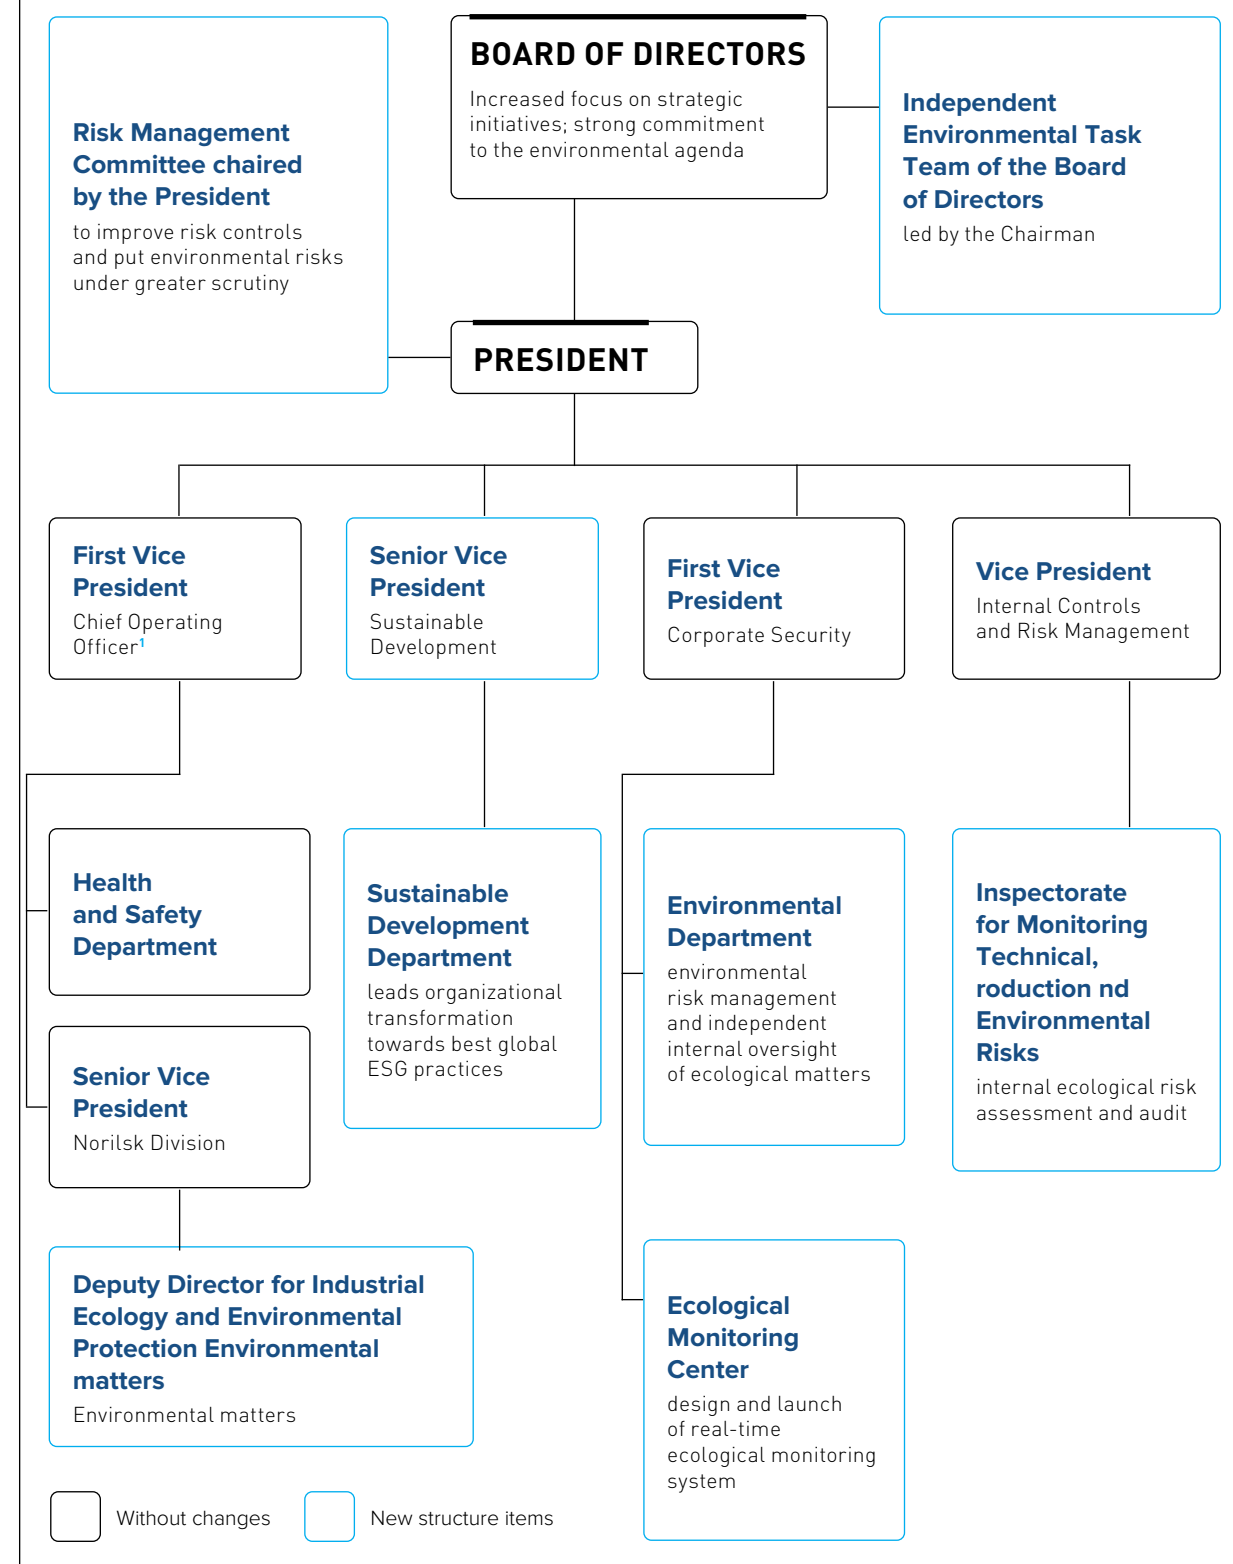 Risk Management
Committee chaired
by the President
to improve risk controls
and put environmental risks
under greater scrutiny
BOARD OF DIRECTORS
Increased focus on strategic
initiatives; strong commitment
to the environmental agenda
Independent
Environmental Task
Team of the Board
of Directors
led by the Chairman
PRESIDENT
First Vice
President
Chief Operating
Officer¹
Senior Vice
President
Sustainable
Development
First Vice
President
Corporate Security
Vice President
Internal Controls
and Risk Management
Health
and Safety
Department
Senior Vice
President
Norilsk Division
Deputy Director for Industrial
Ecology and Environmental
Protection Environmental
matters
Environmental matters
Sustainable
Development
Department
leads organizational
transformation
towards best global
ESG practices
Environmental
Department
environmental
risk management
and independent
internal oversight
of ecological matters
Ecological
Monitoring
Center
design and launch
of real-time
ecological monitoring
system
Inspectorate
for Monitoring
Technical,
roduction nd
Environmental
Risks
internal ecological risk
assessment and audit
Without changes
New structure items